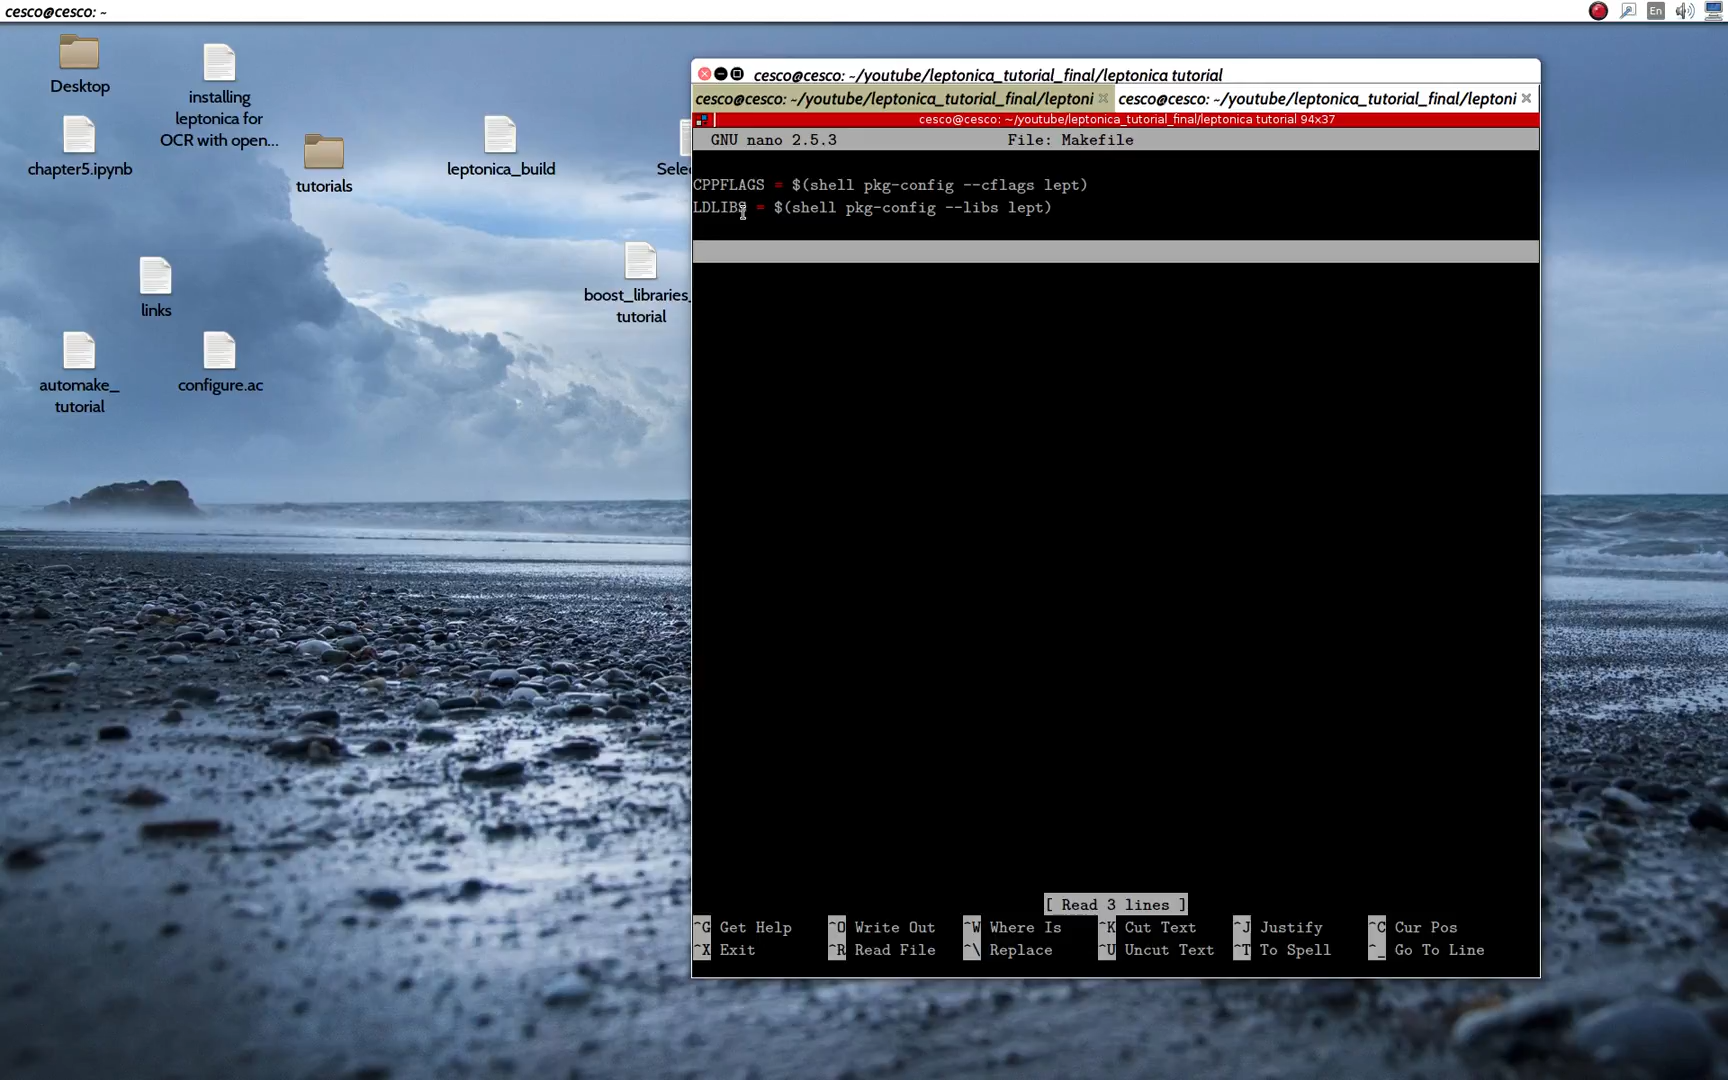 cesco@cesco: ~
En
Desktop
installing
leptonica for
OCR with open...
chapter5.ipynb
tutorials
leptonica_build
Sele
links
boost_libraries_
tutorial
automake_
tutorial
configure.ac
cesco@cesco: ~/youtube/leptonica_tutorial_final/leptonica tutorial
cesco@cesco: ~/youtube/leptonica_tutorial_final/leptoni
cesco@cesco: ~/youtube/leptonica_tutorial_final/leptoni
cesco@cesco: ~/youtube/leptonica_tutorial_final/leptonica tutorial 94x37
GNU nano 2.5.3 File: Makefile
CPPFLAGS = $(shell pkg-config --cflags lept)
LDLIBS = $(shell pkg-config --libs lept)
[ Read 3 lines ]
^G Get Help ^O Write Out ^W Where Is ^K Cut Text ^J Justify ^C Cur Pos
^X Exit ^R Read File ^\ Replace ^U Uncut Text ^T To Spell ^_ Go To Line